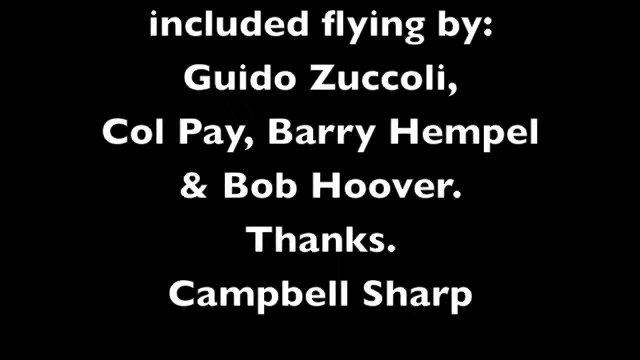 included flying by:
Guido Zuccoli,
Col Pay, Barry Hempel
& Bob Hoover.
Thanks.
Campbell Sharp